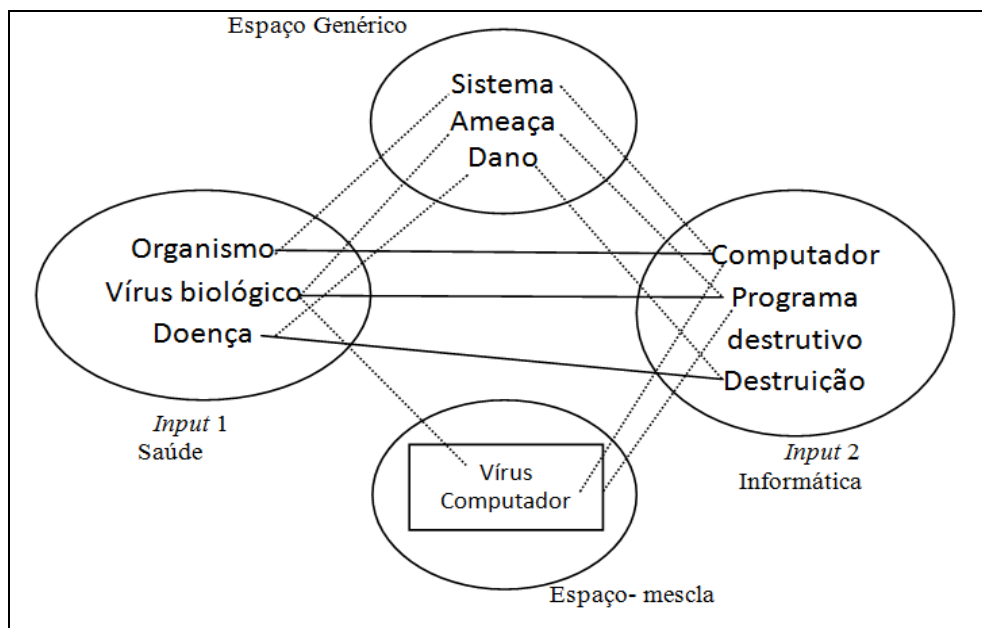 Espaço Genérico
Sistema
Ameaça
Dano
Organismo
Vírus biológico
Doença
Input 1
Saúde
Computador
Programa
destrutivo
Destruição
Input 2
Informática
Vírus
Computador
Espaço- mescla